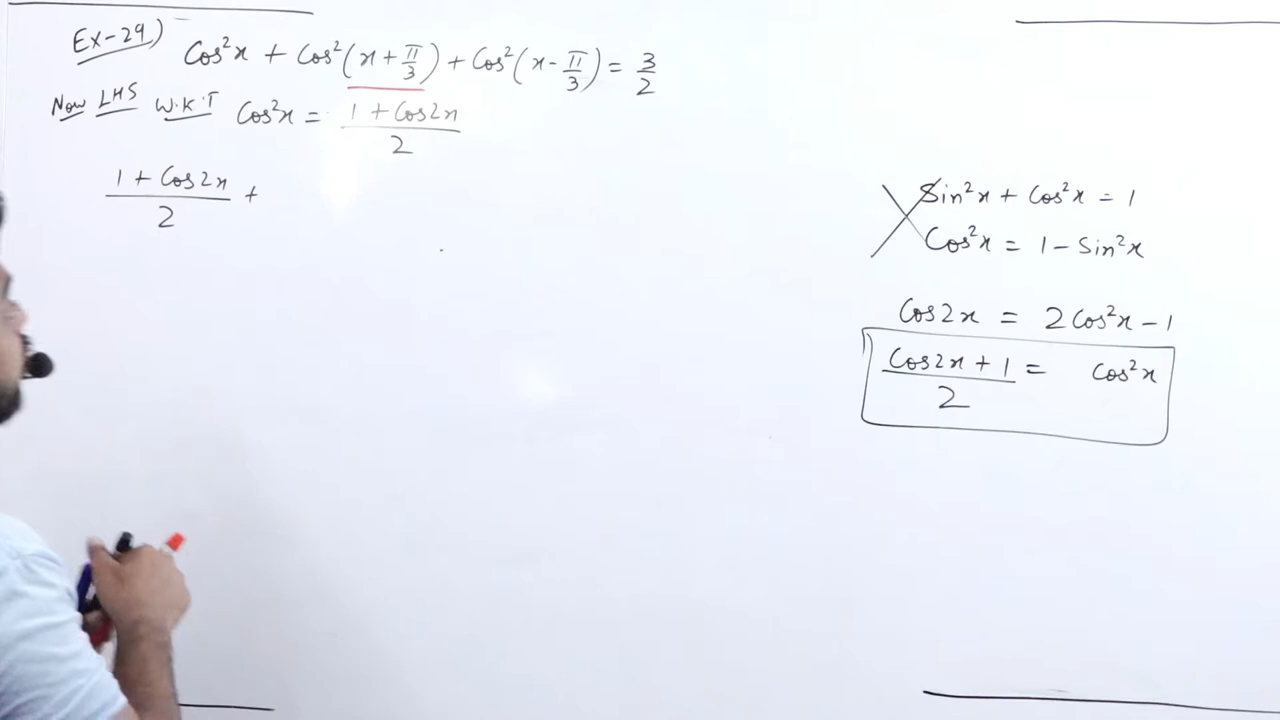 Ex-29) Cos²x + Cos²(x + π/3) + Cos²(x - π/3) = 3/2
Now LHS W.K.T Cos²x = (1 + Cos2x)/2
(1 + Cos2x)/2 +
Sin²x + Cos²x = 1
Cos²x = 1 - Sin²x
Cos2x = 2Cos²x - 1
(Cos2x + 1)/2 = Cos²x